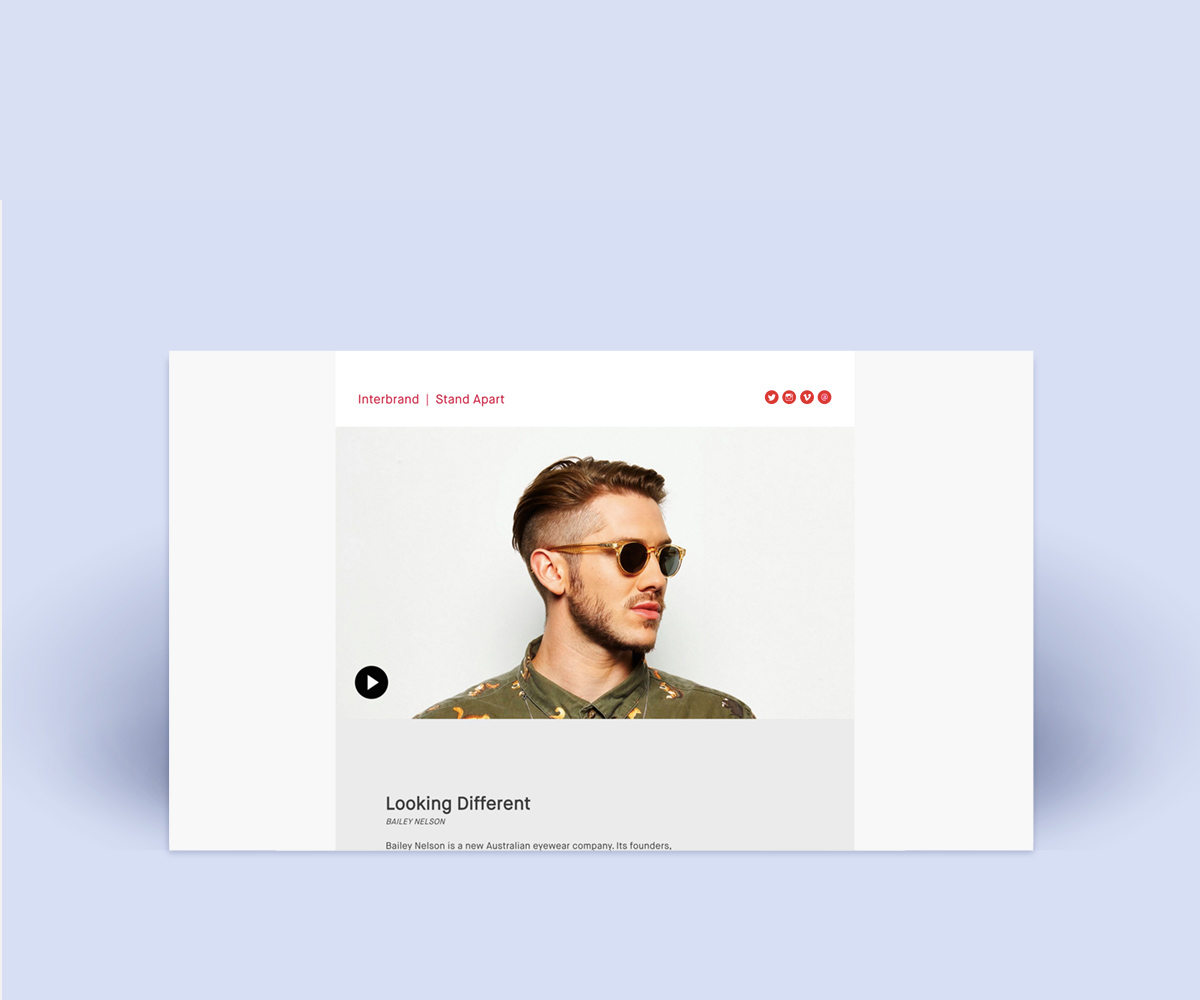 Interbrand | Stand Apart
Looking Different
BAILEY NELSON
Bailey Nelson is a new Australian eyewear company. Its founders,